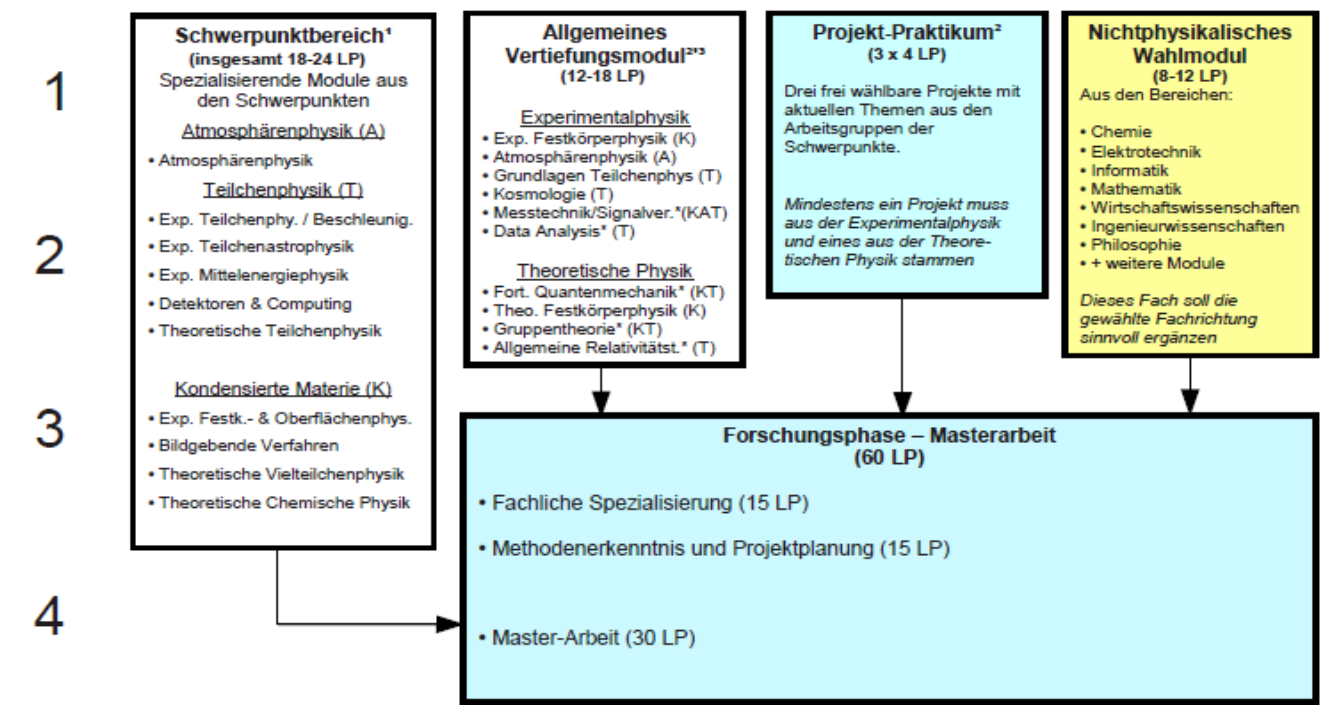 1
2
3
4
Schwerpunktbereich¹
(insgesamt 18-24 LP)
Spezialisierende Module aus
den Schwerpunkten
Atmosphärenphysik (A)
• Atmosphärenphysik
Teilchenphysik (T)
• Exp. Teilchenphy. / Beschleunig.
• Exp. Teilchenastrophysik
• Exp. Mittelenergiephysik
• Detektoren & Computing
• Theoretische Teilchenphysik
Kondensierte Materie (K)
• Exp. Festk.- & Oberflächenphys.
• Bildgebende Verfahren
• Theoretische Vielteilchenphysik
• Theoretische Chemische Physik
Allgemeines
Vertiefungsmodul²'³
(12-18 LP)
Experimentalphysik
• Exp. Festkörperphysik (K)
• Atmosphärenphysik (A)
• Grundlagen Teilchenphys (T)
• Kosmologie (T)
• Messtechnik/Signalver.*(KAT)
• Data Analysis* (T)
Theoretische Physik
• Fort. Quantenmechanik* (KT)
• Theo. Festkörperphysik (K)
• Gruppentheorie* (KT)
• Allgemeine Relativitätst.* (T)
Projekt-Praktikum²
(3 x 4 LP)
Drei frei wählbare Projekte mit
aktuellen Themen aus den
Arbeitsgruppen der
Schwerpunkte.
Mindestens ein Projekt muss
aus der Experimentalphysik
und eines aus der Theore-
tischen Physik stammen
Nichtphysikalisches
Wahlmodul
(8-12 LP)
Aus den Bereichen:
• Chemie
• Elektrotechnik
• Informatik
• Mathematik
• Wirtschaftswissenschaften
• Ingenieurwissenschaften
• Philosophie
• + weitere Module
Dieses Fach soll die
gewählte Fachrichtung
sinnvoll ergänzen
Forschungsphase – Masterarbeit
(60 LP)
• Fachliche Spezialisierung (15 LP)
• Methodenerkenntnis und Projektplanung (15 LP)
• Master-Arbeit (30 LP)